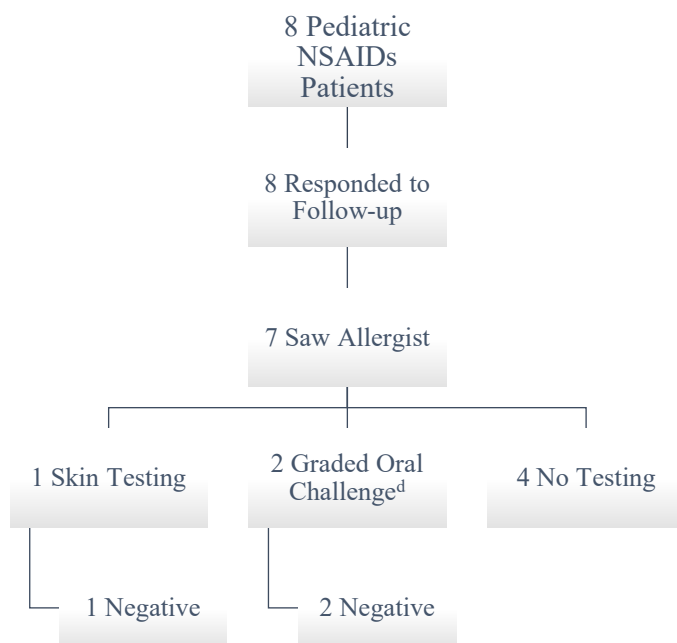 8 Pediatric
NSAIDs
Patients
8 Responded to
Follow-up
7 Saw Allergist
1 Skin Testing
2 Graded Oral
Challengeᵈ
4 No Testing
1 Negative
2 Negative